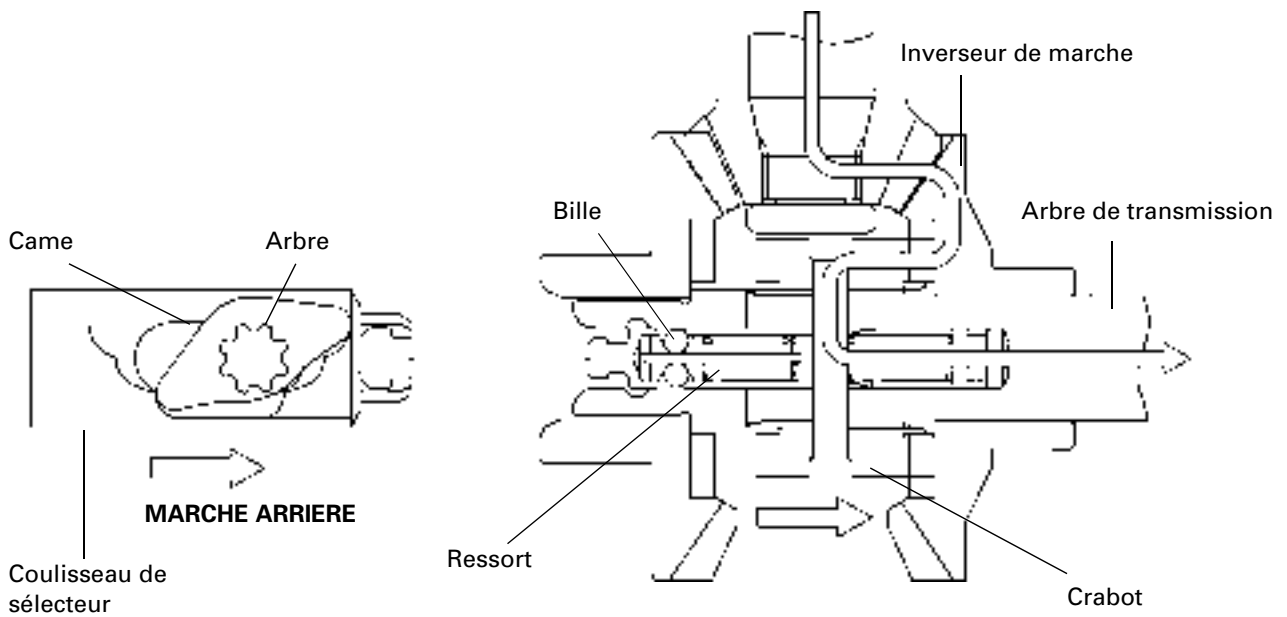 Inverseur de marche
Bille
Arbre de transmission
Came
Arbre
MARCHE ARRIERE
Ressort
Coulisseau de
sélecteur
Crabot